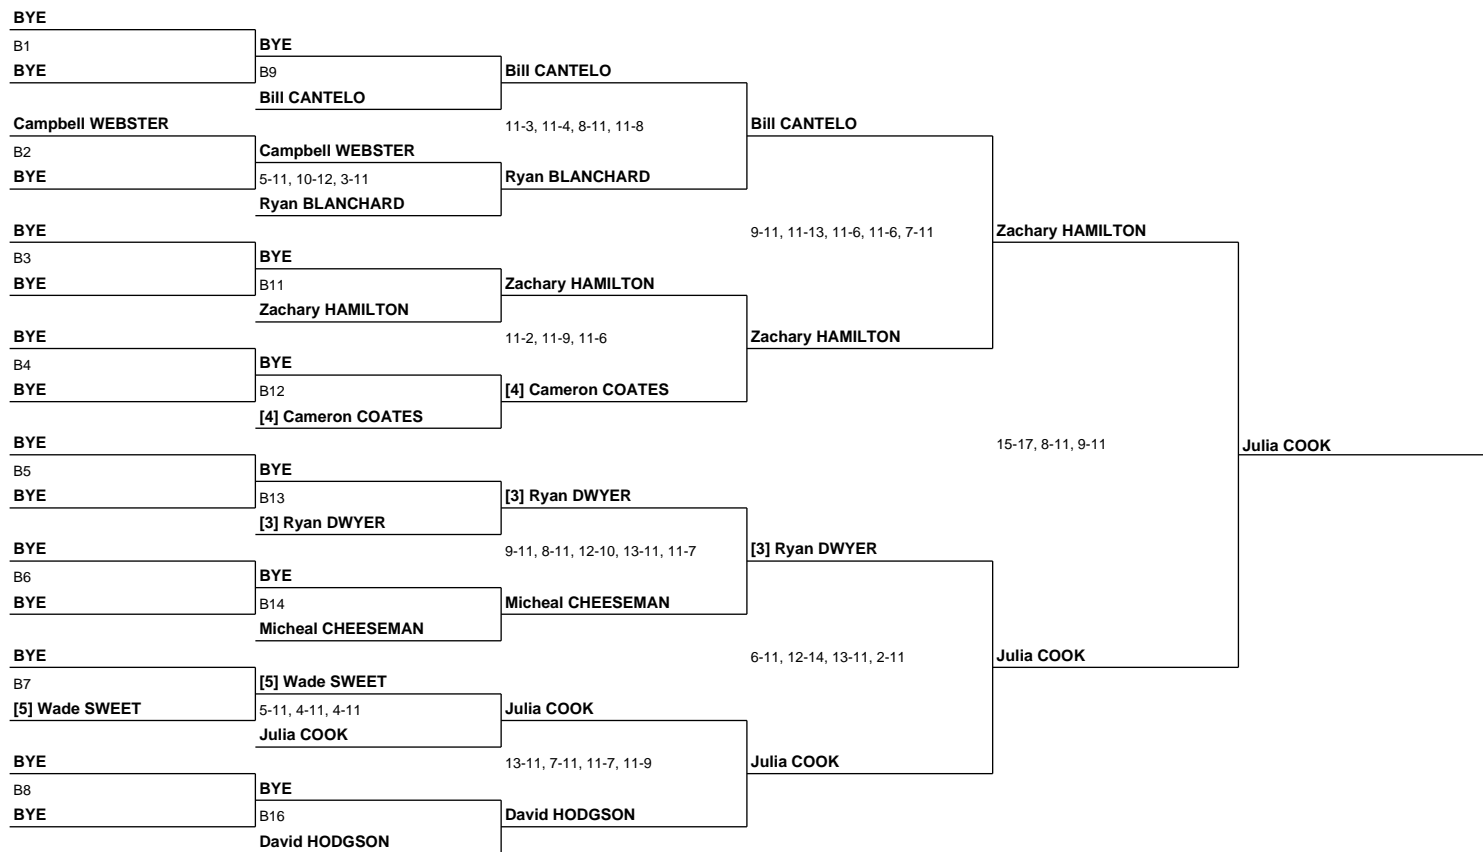 BYE
B1
BYE
BYE
B9
Bill CANTELO
Bill CANTELO
Campbell WEBSTER
B2
BYE
Campbell WEBSTER
5-11, 10-12, 3-11
Ryan BLANCHARD
11-3, 11-4, 8-11, 11-8
Ryan BLANCHARD
Bill CANTELO
BYE
B3
BYE
BYE
B11
Zachary HAMILTON
Zachary HAMILTON
9-11, 11-13, 11-6, 11-6, 7-11
Zachary HAMILTON
BYE
B4
BYE
BYE
B12
[4] Cameron COATES
11-2, 11-9, 11-6
[4] Cameron COATES
Zachary HAMILTON
BYE
B5
BYE
BYE
B13
[3] Ryan DWYER
[3] Ryan DWYER
15-17, 8-11, 9-11
Julia COOK
BYE
B6
BYE
BYE
B14
Micheal CHEESEMAN
9-11, 8-11, 12-10, 13-11, 11-7
Micheal CHEESEMAN
[3] Ryan DWYER
BYE
B7
[5] Wade SWEET
[5] Wade SWEET
5-11, 4-11, 4-11
Julia COOK
Julia COOK
6-11, 12-14, 13-11, 2-11
Julia COOK
BYE
B8
BYE
BYE
B16
David HODGSON
13-11, 7-11, 11-7, 11-9
David HODGSON
Julia COOK